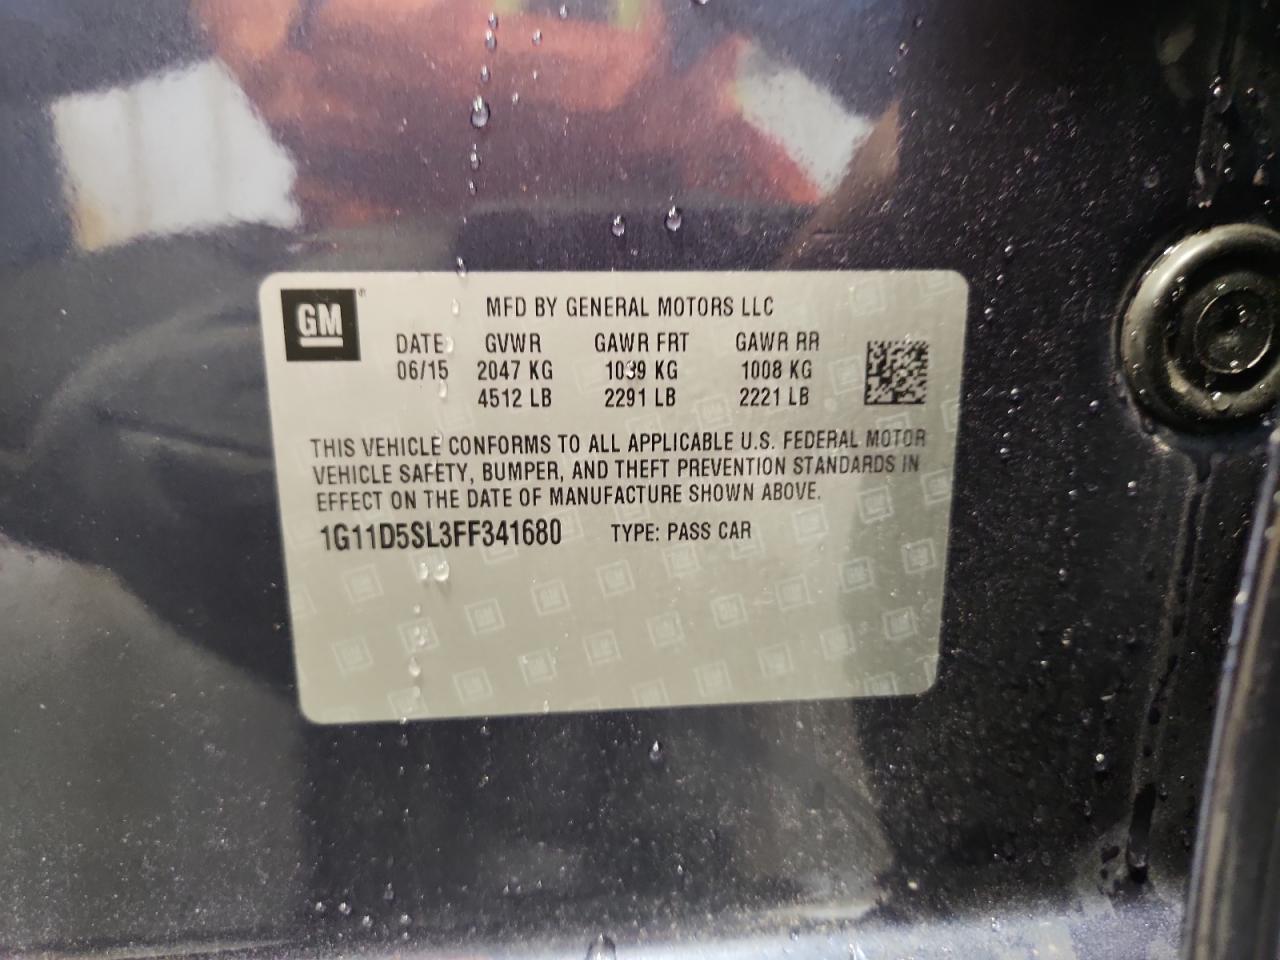 GM® MFD BY GENERAL MOTORS LLC
DATE GVWR GAWR FRT GAWR RR
06/15 2047 KG 1039 KG 1008 KG
4512 LB 2291 LB 2221 LB
THIS VEHICLE CONFORMS TO ALL APPLICABLE U.S. FEDERAL MOTOR
VEHICLE SAFETY, BUMPER, AND THEFT PREVENTION STANDARDS IN
EFFECT ON THE DATE OF MANUFACTURE SHOWN ABOVE.
1G11D5SL3FF341680 TYPE: PASS CAR